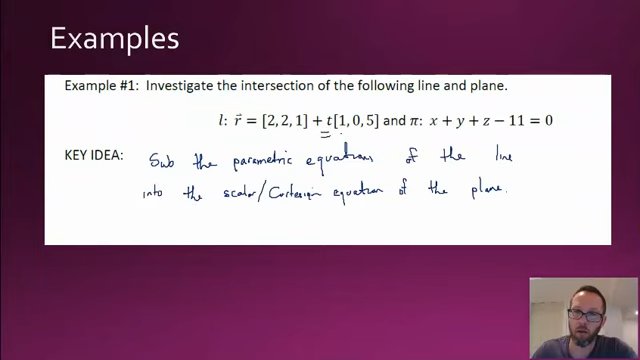 Examples
Example #1: Investigate the intersection of the following line and plane.
l: r⃗ = [2, 2, 1] + t[1, 0, 5] and π: x + y + z − 11 = 0
KEY IDEA: Sub the parametric equation of the line
into the scalar/Cartesian equation of the plane.